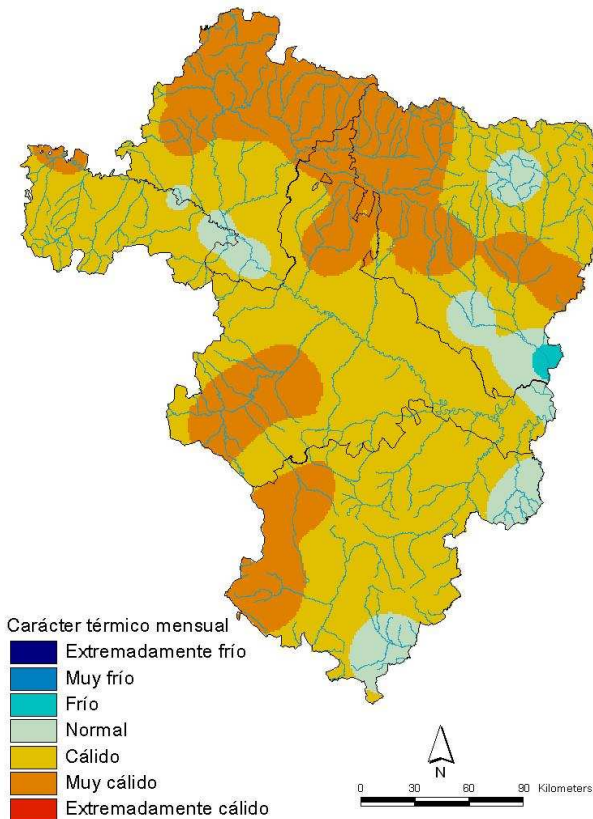 Carácter térmico mensual
Extremadamente frío
Muy frío
Frío
Normal
Cálido
Muy cálido
Extremadamente cálido
N
0 30 60 90 Kilometers